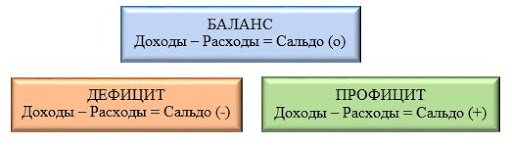 БАЛАНС
Доходы – Расходы = Сальдо (о)
ДЕФИЦИТ
Доходы – Расходы = Сальдо (-)
ПРОФИЦИТ
Доходы – Расходы = Сальдо (+)